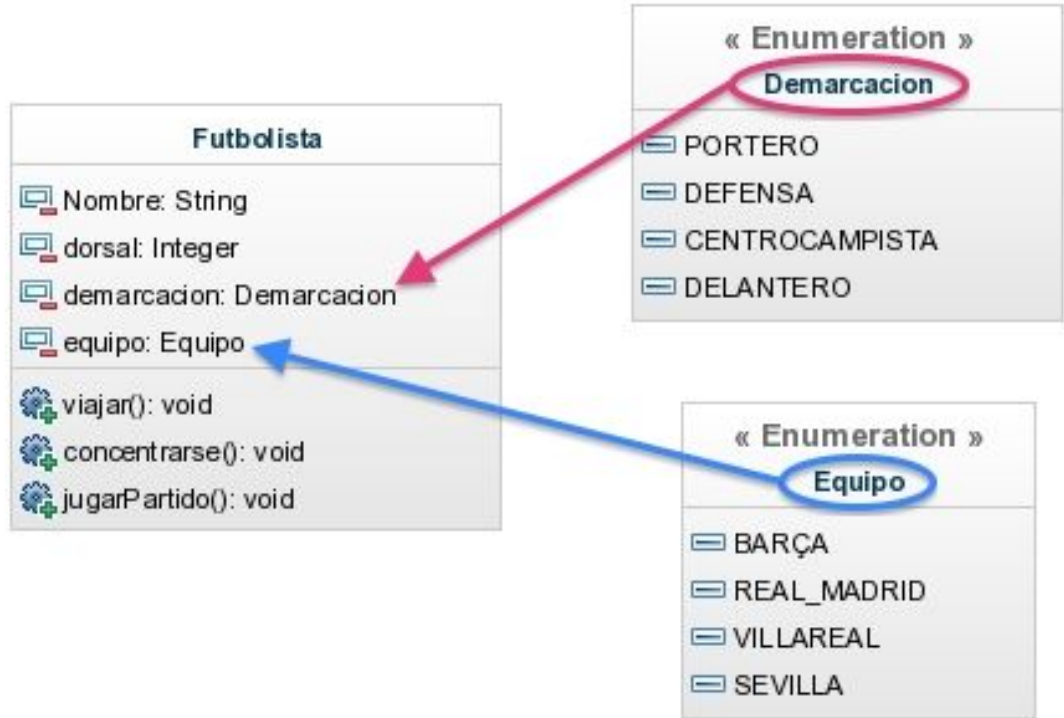 Futbolista
Nombre: String
dorsal: Integer
demarcacion: Demarcacion
equipo: Equipo
viajar(): void
concentrarse(): void
jugarPartido(): void
« Enumeration »
Demarcacion
PORTERO
DEFENSA
CENTROCAMPISTA
DELANTERO
« Enumeration »
Equipo
BARÇA
REAL_MADRID
VILLAREAL
SEVILLA